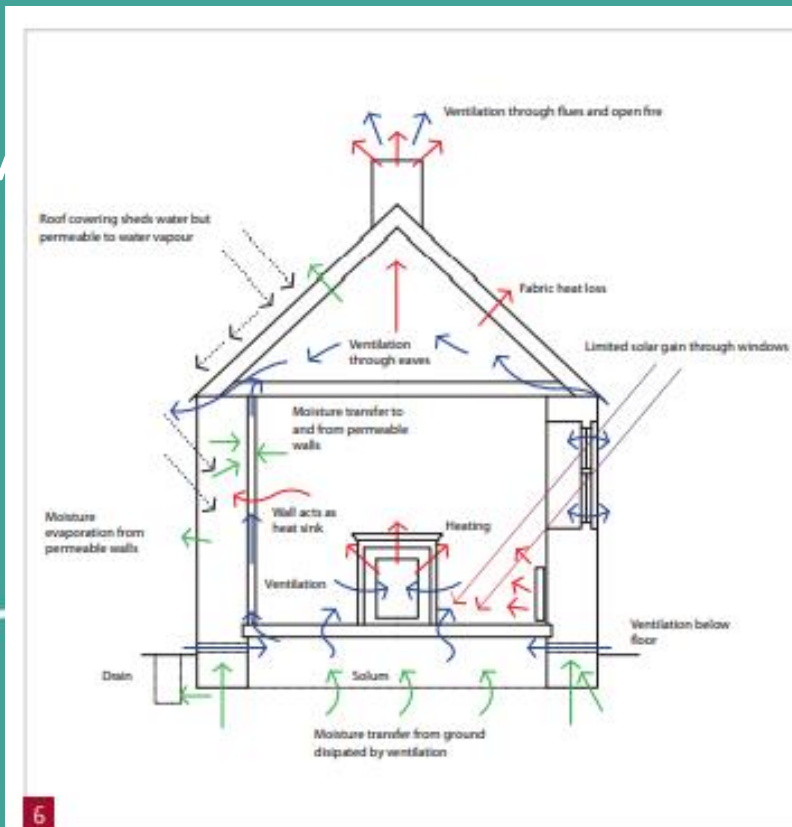 Ventilation through flues and open fire
Roof covering sheds water but
permeable to water vapour
Fabric heat loss
Ventilation
through eaves
Limited solar gain through windows
Moisture transfer to
and from permeable
walls
Wall acts as
heat sink
Heating
Moisture
evaporation from
permeable walls
Ventilation
Ventilation below
floor
Drain
Solum
Moisture transfer from ground
disipated by ventilation
6